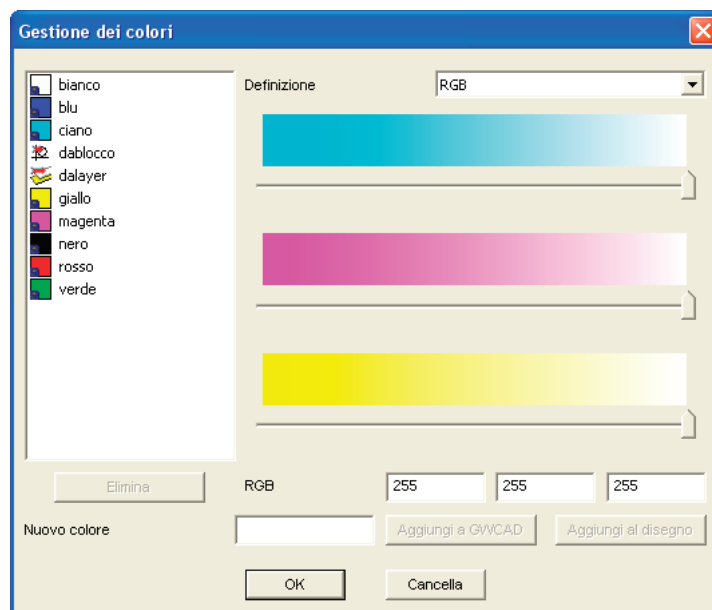 Gestione dei colori
bianco
blu
ciano
dablocco
dalayer
giallo
magenta
nero
rosso
verde
Definizione
RGB
Elimina
RGB
255
255
255
Nuovo colore
Aggiungi a GWCAD
Aggiungi al disegno
OK
Cancella